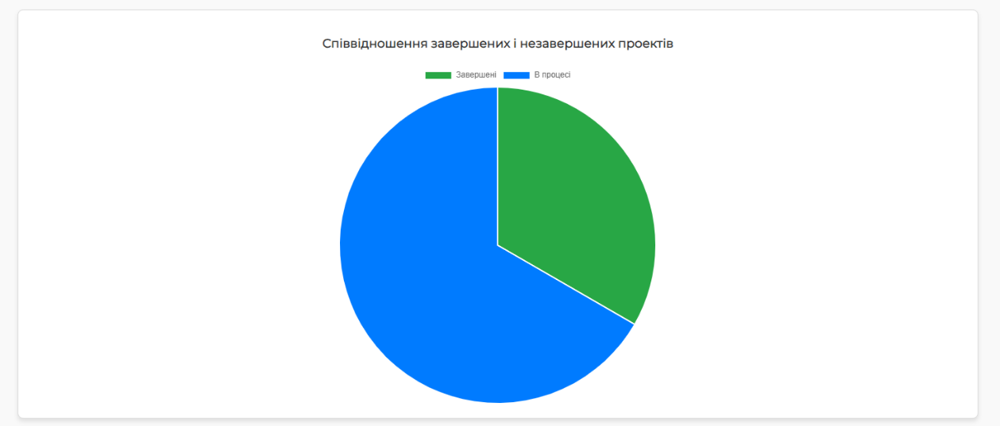 Співвідношення завершених і незавершених проектів
Завершені В процесі